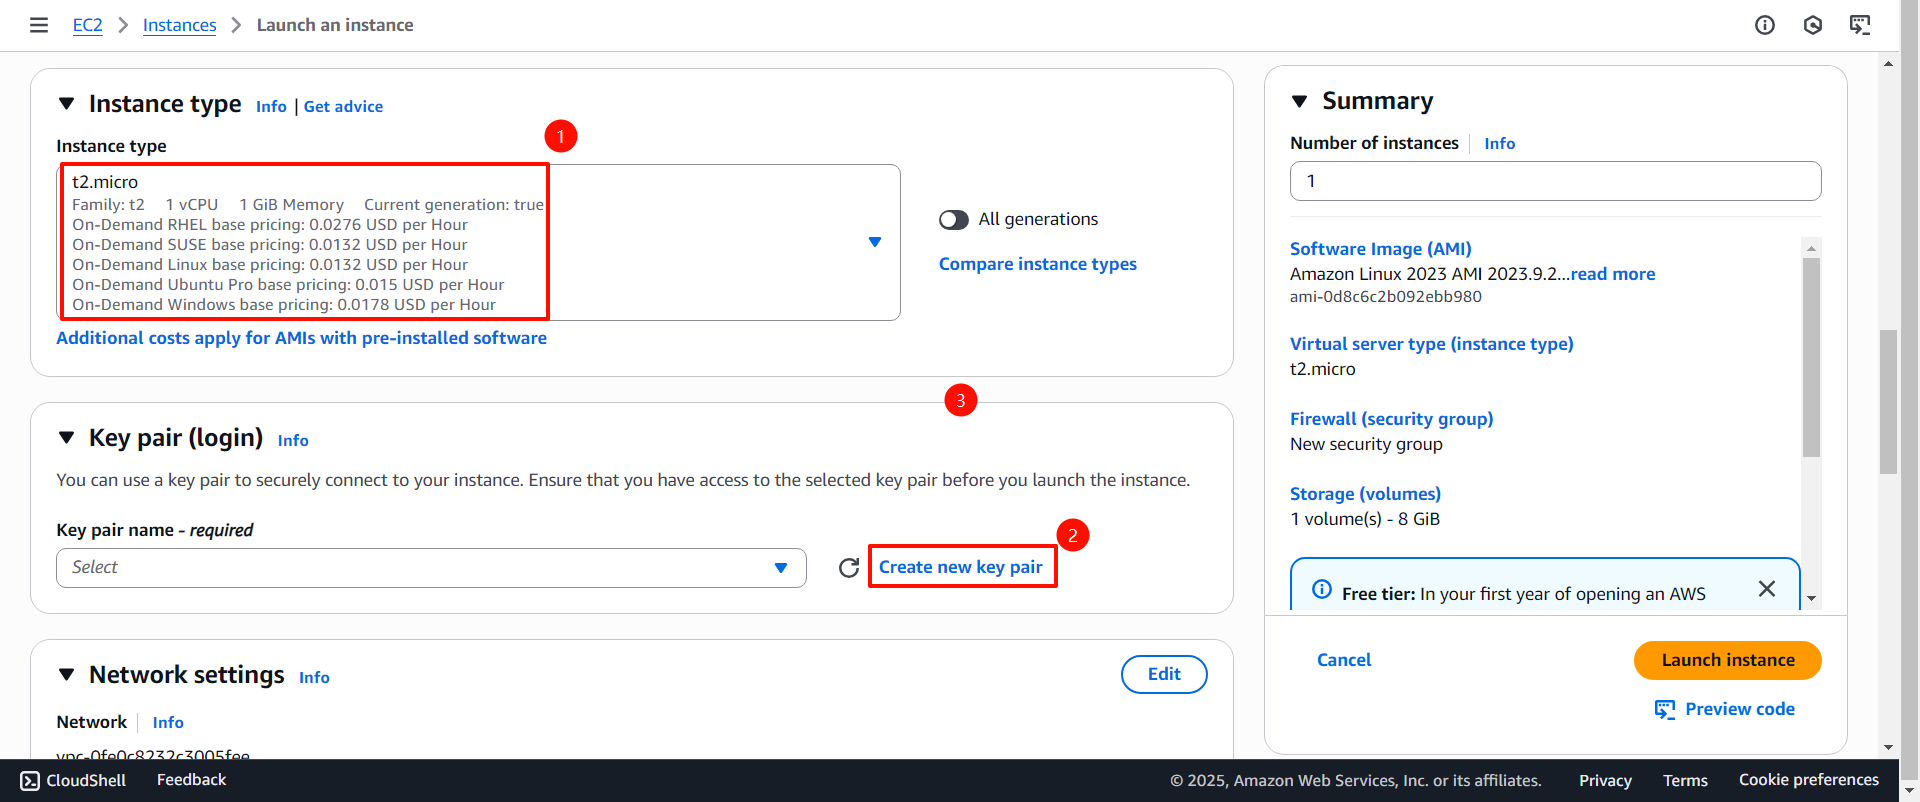 EC2 > Instances > Launch an instance
Instance type Info | Get advice
1
Instance type
t2.micro
Family: t2 1 vCPU 1 GiB Memory Current generation: true
On-Demand RHEL base pricing: 0.0276 USD per Hour
On-Demand SUSE base pricing: 0.0132 USD per Hour
On-Demand Linux base pricing: 0.0132 USD per Hour
On-Demand Ubuntu Pro base pricing: 0.015 USD per Hour
On-Demand Windows base pricing: 0.0178 USD per Hour
All generations
Compare instance types
Additional costs apply for AMIs with pre-installed software
3
Key pair (login) Info
You can use a key pair to securely connect to your instance. Ensure that you have access to the selected key pair before you launch the instance.
Key pair name - required
2
Select
Create new key pair
Network settings Info
Edit
Network Info
vpc-0fe0c8232c3005fee
Summary
Number of instances Info
1
Software Image (AMI)
Amazon Linux 2023 AMI 2023.9.2...read more
ami-0d8c6c2b092ebb980
Virtual server type (instance type)
t2.micro
Firewall (security group)
New security group
Storage (volumes)
1 volume(s) - 8 GiB
Free tier: In your first year of opening an AWS
Cancel
Launch instance
Preview code
CloudShell Feedback © 2025, Amazon Web Services, Inc. or its affiliates. Privacy Terms Cookie preferences